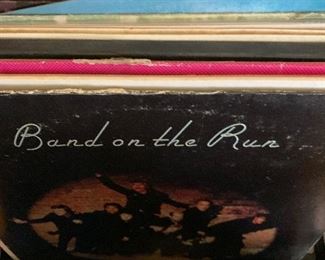 Band on the Run